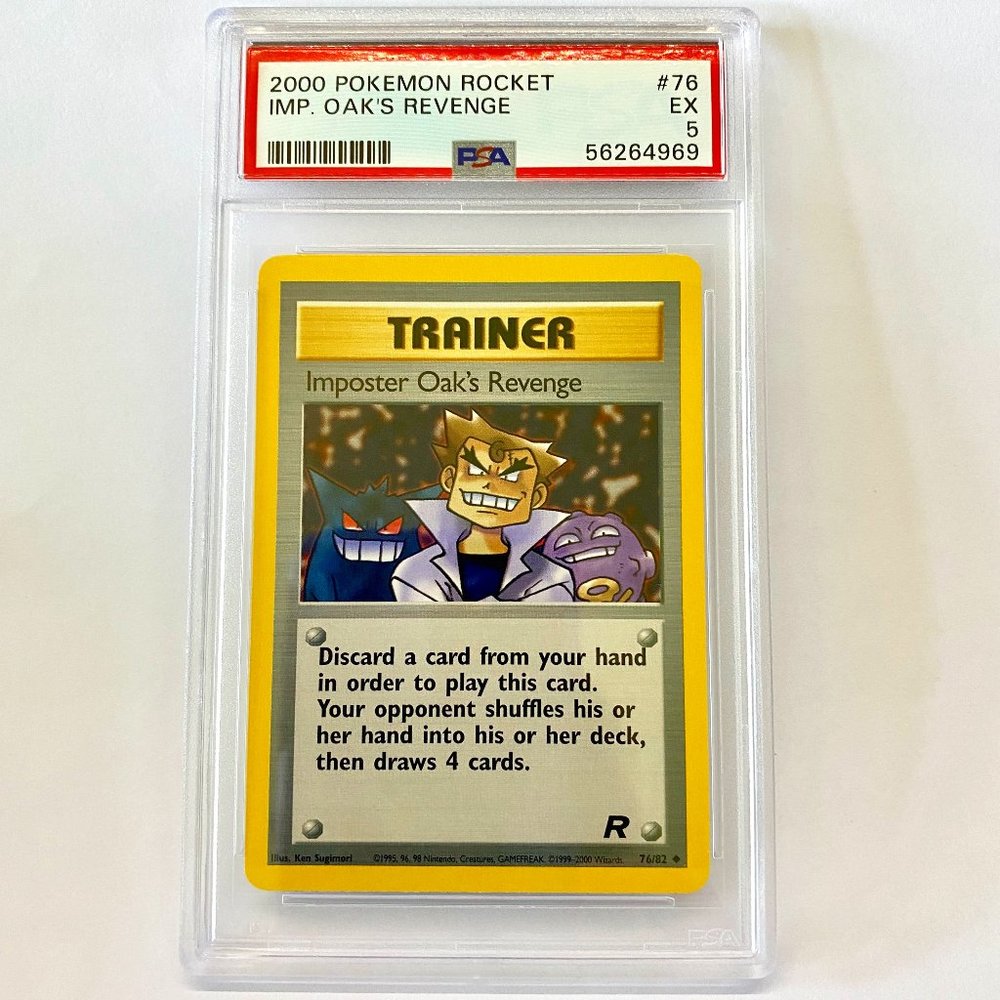 2000 POKEMON ROCKET #76
IMP. OAK'S REVENGE EX
5
PSA 56264969
TRAINER
Imposter Oak's Revenge
G
Discard a card from your hand
in order to play this card.
Your opponent shuffles his or
her hand into his or her deck,
then draws 4 cards.
R
Illus. Ken Sugimori ©1995, 96, 98 Nintendo, Creatures, GAMEFREAK. ©1999-2000 Wizards. 76/82
PSA